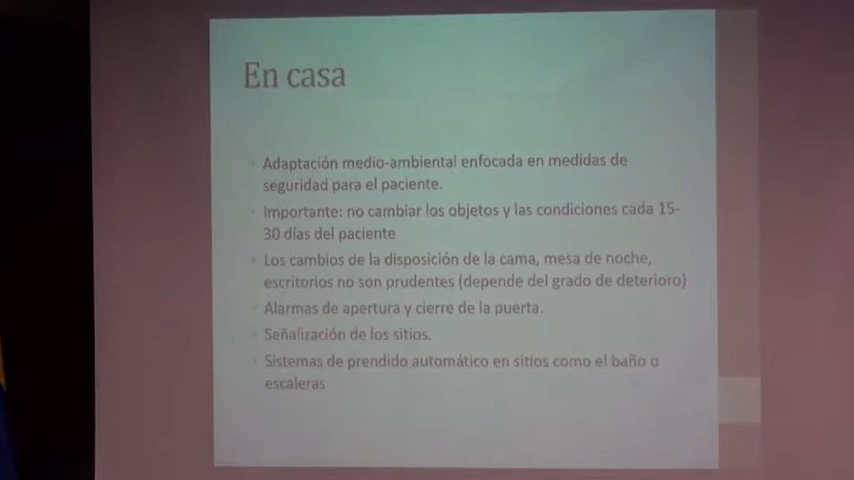 En casa
Adaptación medio-ambiental enfocada en medidas de
seguridad para el paciente.
Importante: no cambiar los objetos y las condiciones cada 15-
30 días del paciente
Los cambios de la disposición de la cama, mesa de noche,
escritorios no son prudentes (depende del grado de deterioro)
Alarmas de apertura y cierre de la puerta.
Señalización de los sitios.
Sistemas de prendido automático en sitios como el baño o
escaleras